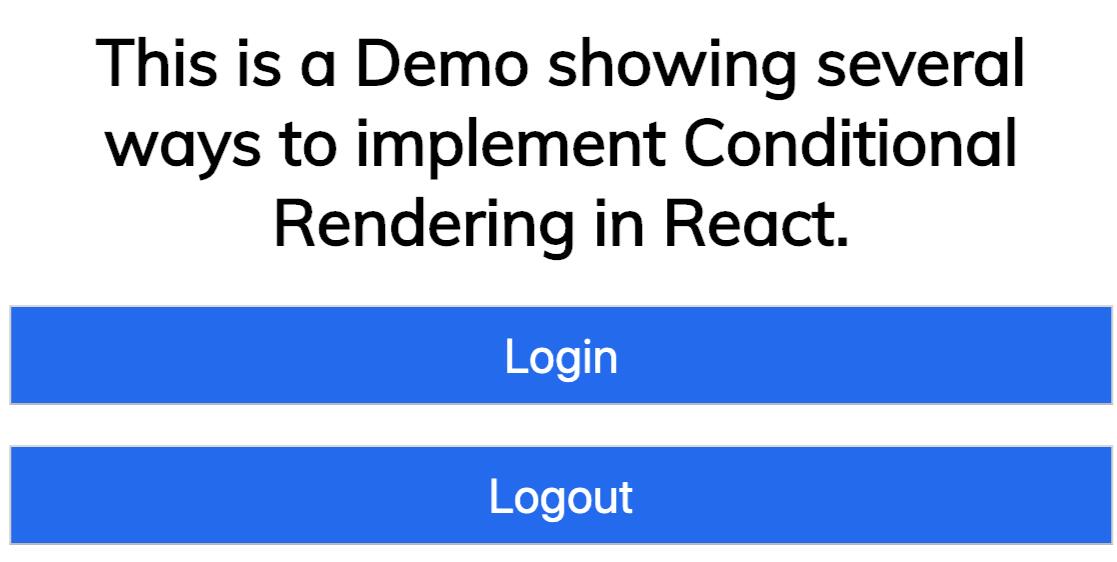 This is a Demo showing several
ways to implement Conditional
Rendering in React.
Login
Logout